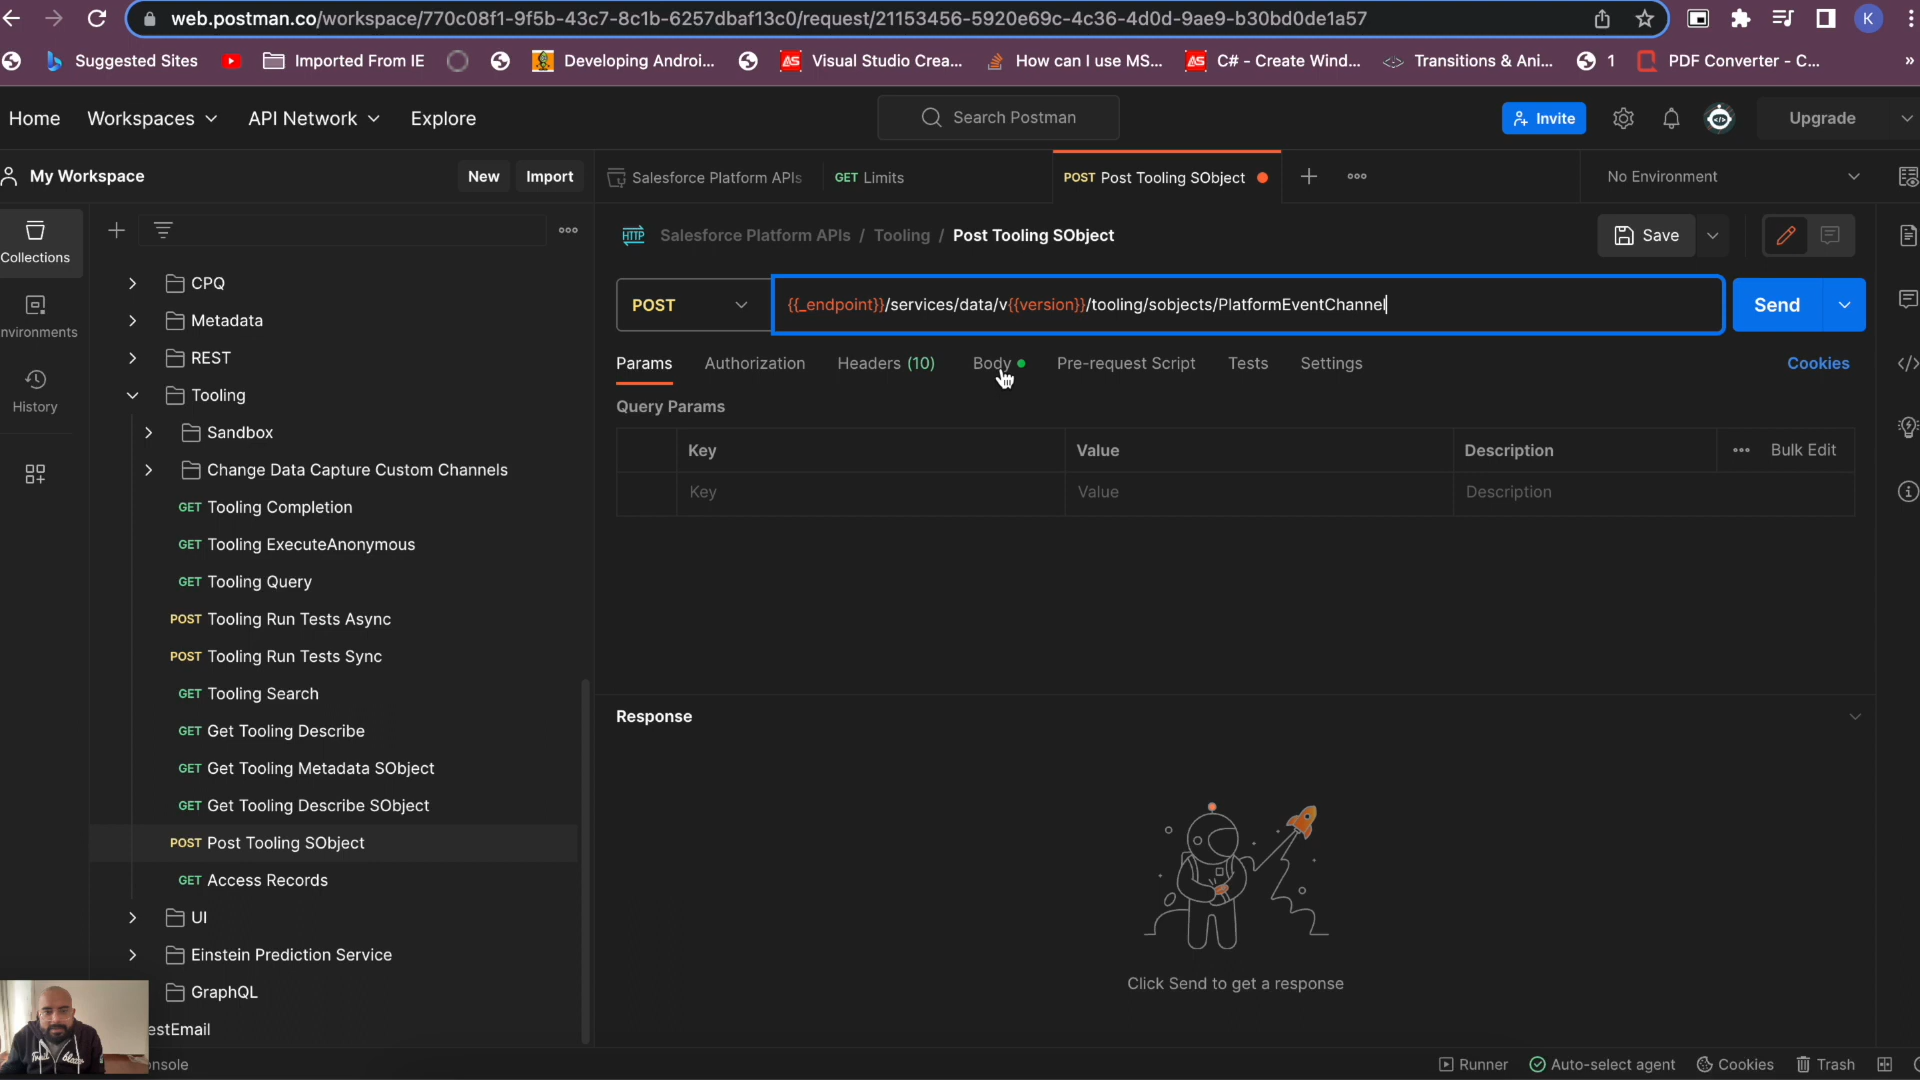 web.postman.co/workspace/770c08f1-9f5b-43c7-8c1b-6257dbaf13c0/request/21153456-5920e69c-4c36-4d0d-9ae9-b30bd0de1a57
K
Suggested Sites
Imported From IE
Developing Androi...
Visual Studio Crea...
How can I use MS...
C# - Create Wind...
Transitions & Ani...
1
PDF Converter - C...
»
Home
Workspaces
API Network
Explore
Search Postman
Invite
Upgrade
My Workspace
New
Import
Salesforce Platform APIs
GET Limits
POST Post Tooling SObject
No Environment
Collections
nvironments
History
CPQ
Metadata
REST
Tooling
Sandbox
Change Data Capture Custom Channels
GET Tooling Completion
GET Tooling ExecuteAnonymous
GET Tooling Query
POST Tooling Run Tests Async
POST Tooling Run Tests Sync
GET Tooling Search
GET Get Tooling Describe
GET Get Tooling Metadata SObject
GET Get Tooling Describe SObject
POST Post Tooling SObject
GET Access Records
UI
Einstein Prediction Service
GraphQL
estEmail
HTTP Salesforce Platform APIs / Tooling / Post Tooling SObject
Save
POST
{{_endpoint}}/services/data/v{{version}}/tooling/sobjects/PlatformEventChannel
Send
Params
Authorization
Headers (10)
Body
Pre-request Script
Tests
Settings
Cookies
Query Params
Key Value Description Bulk Edit
Key Value Description
Response
Click Send to get a response
onsole
Runner
Auto-select agent
Cookies
Trash